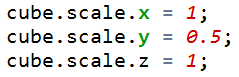 cube.scale.x = 1;
cube.scale.y = 0.5;
cube.scale.z = 1;